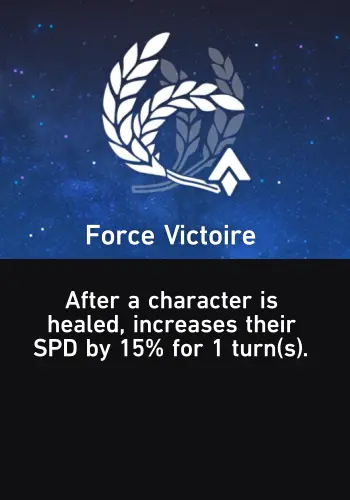 Force Victoire
After a character is
healed, increases their
SPD by 15% for 1 turn(s).